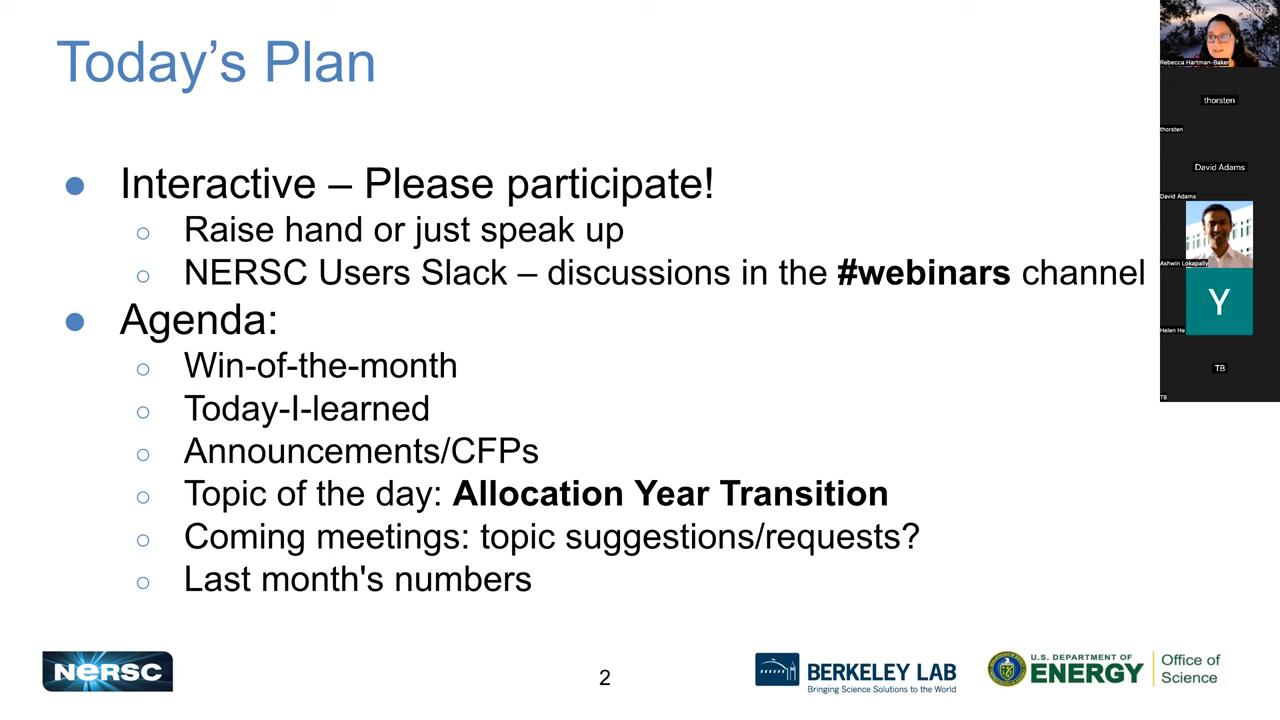 Today's Plan
● Interactive – Please participate!
○ Raise hand or just speak up
○ NERSC Users Slack – discussions in the #webinars channel
● Agenda:
○ Win-of-the-month
○ Today-I-learned
○ Announcements/CFPs
○ Topic of the day: Allocation Year Transition
○ Coming meetings: topic suggestions/requests?
○ Last month's numbers
NERSC
2
BERKELEY LAB
Bringing Science Solutions to the World
U.S. DEPARTMENT OF
ENERGY
Office of
Science
Rebecca Hartman-Baker
thorsten
thorsten
David Adams
David Adams
Ashwin Lokapally
Y
Helen He
TB
TB